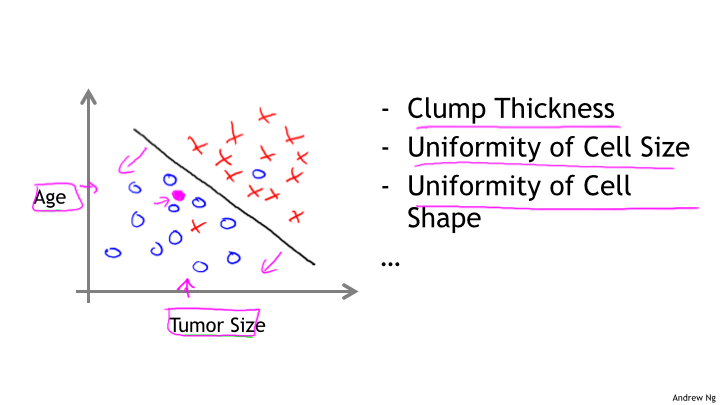 - Clump Thickness
- Uniformity of Cell Size
- Uniformity of Cell
Shape
...
Age
Tumor Size
Andrew Ng